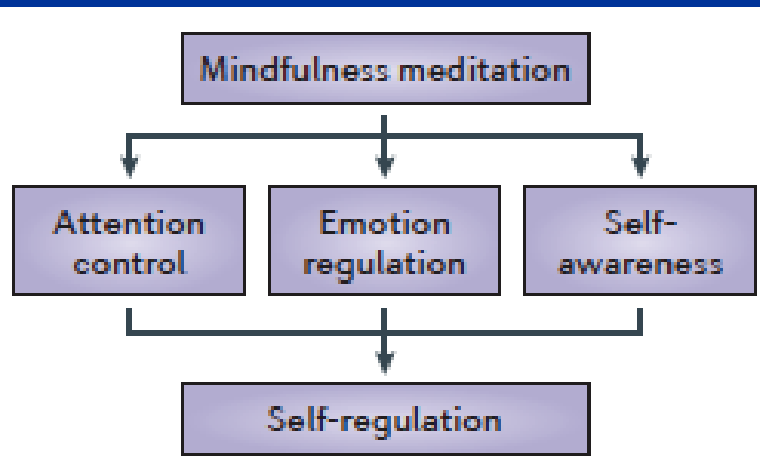 Mindfulness meditation
Attention
control
Emotion
regulation
Self-
awareness
Self-regulation